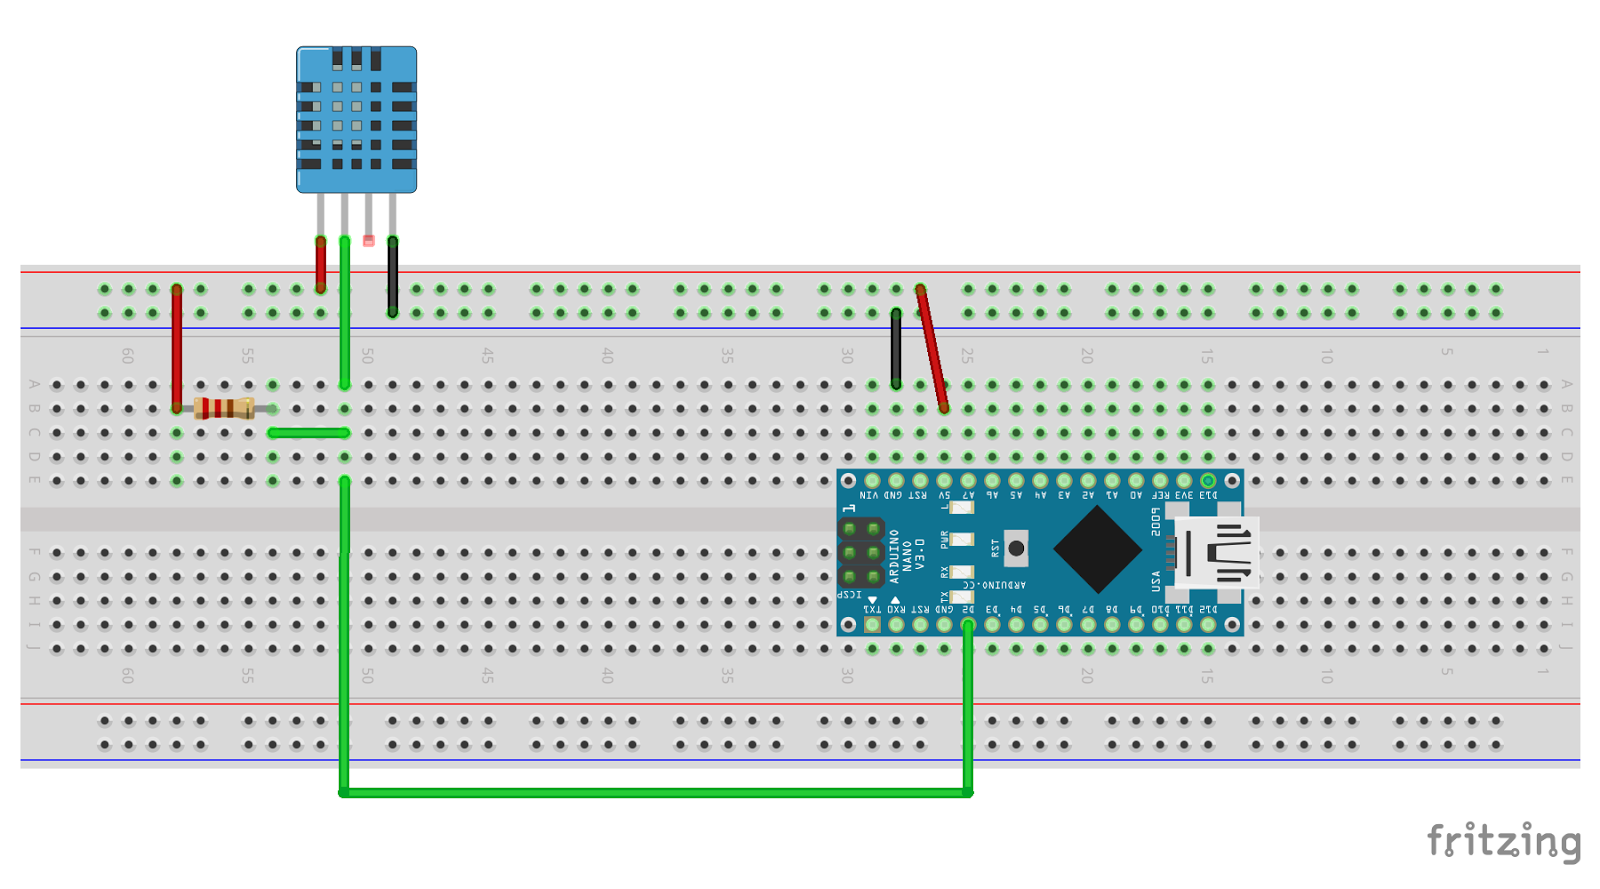 60 55 50 45 40 35 30 25 20 15 10 5 1
A A
B B
C C
D D
E E
VIN GND RST 5V A7 A6 A5 A4 A3 A2 A1 A0 REF 3V3 D13
1
L
PWR
RX
TX
ARDUINO
NANO
V3.0
RST
ARDUINO.CC
2009
USA
ICSP
TX1 RX0 RST GND D2 D3 D4 D5 D6 D7 D8 D9 D10 D11 D12
F F
G G
H H
I I
J J
60 55 50 45 40 35 30 25 20 15 10 5 1
fritzing